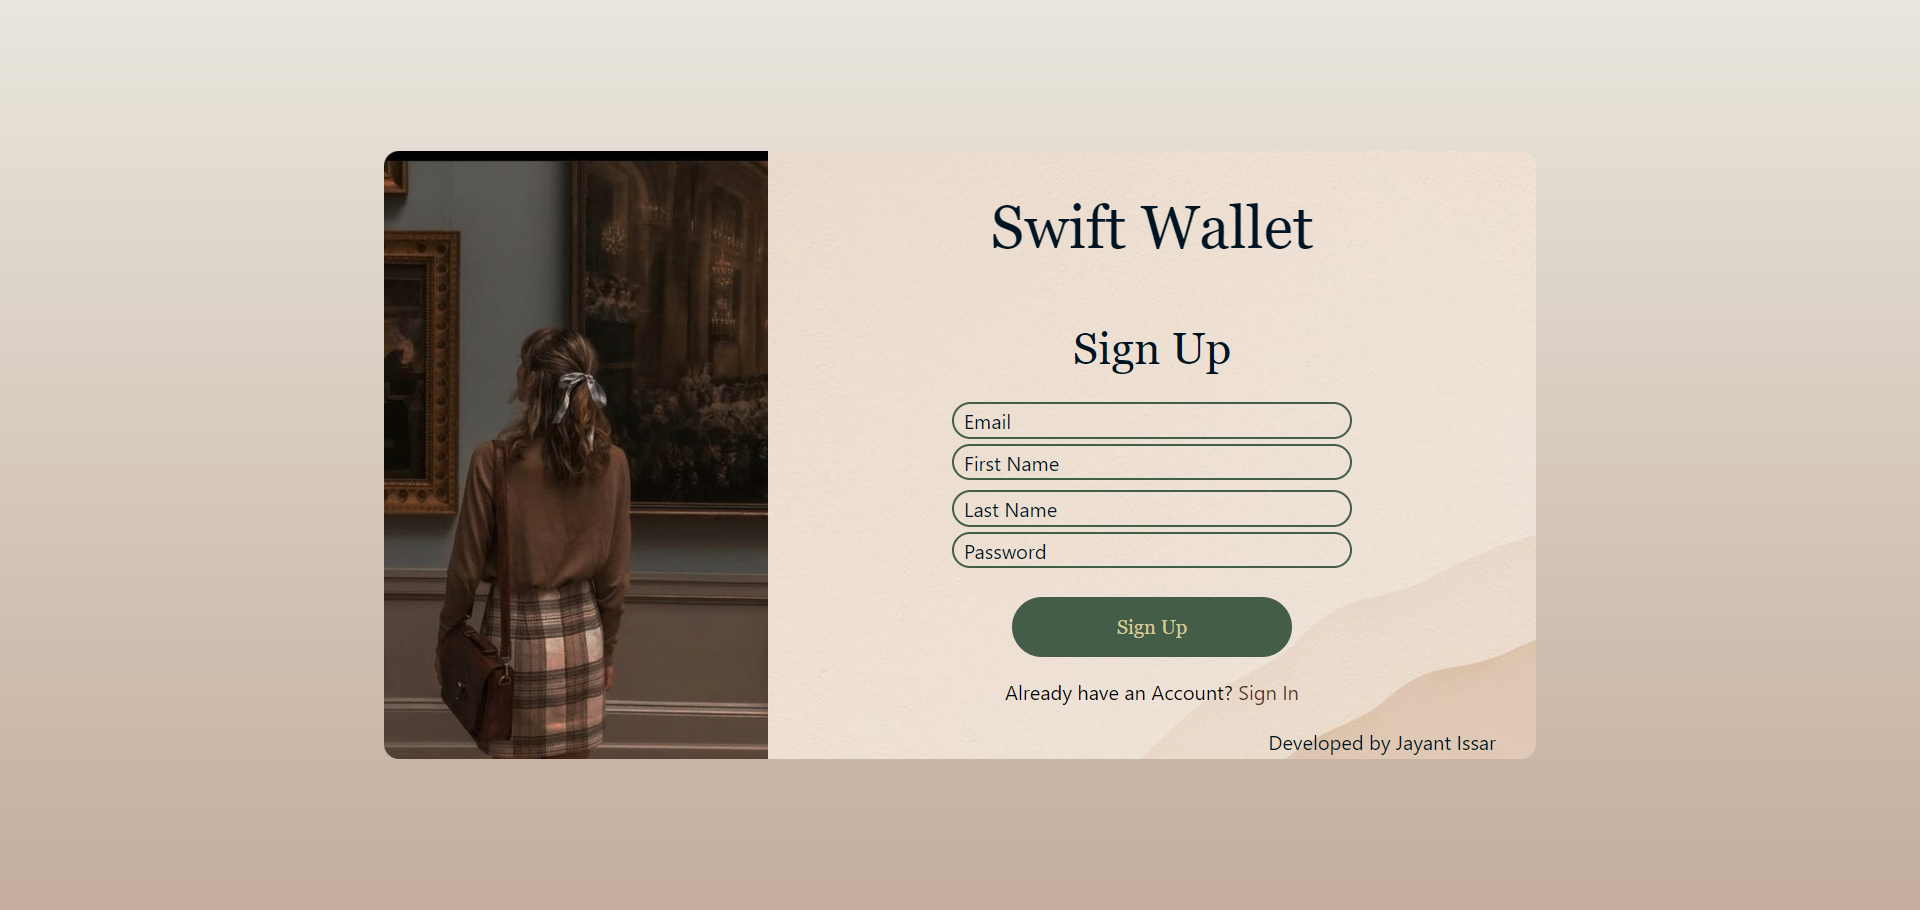 Swift Wallet
Sign Up
Email
First Name
Last Name
Password
Sign Up
Already have an Account? Sign In
Developed by Jayant Issar